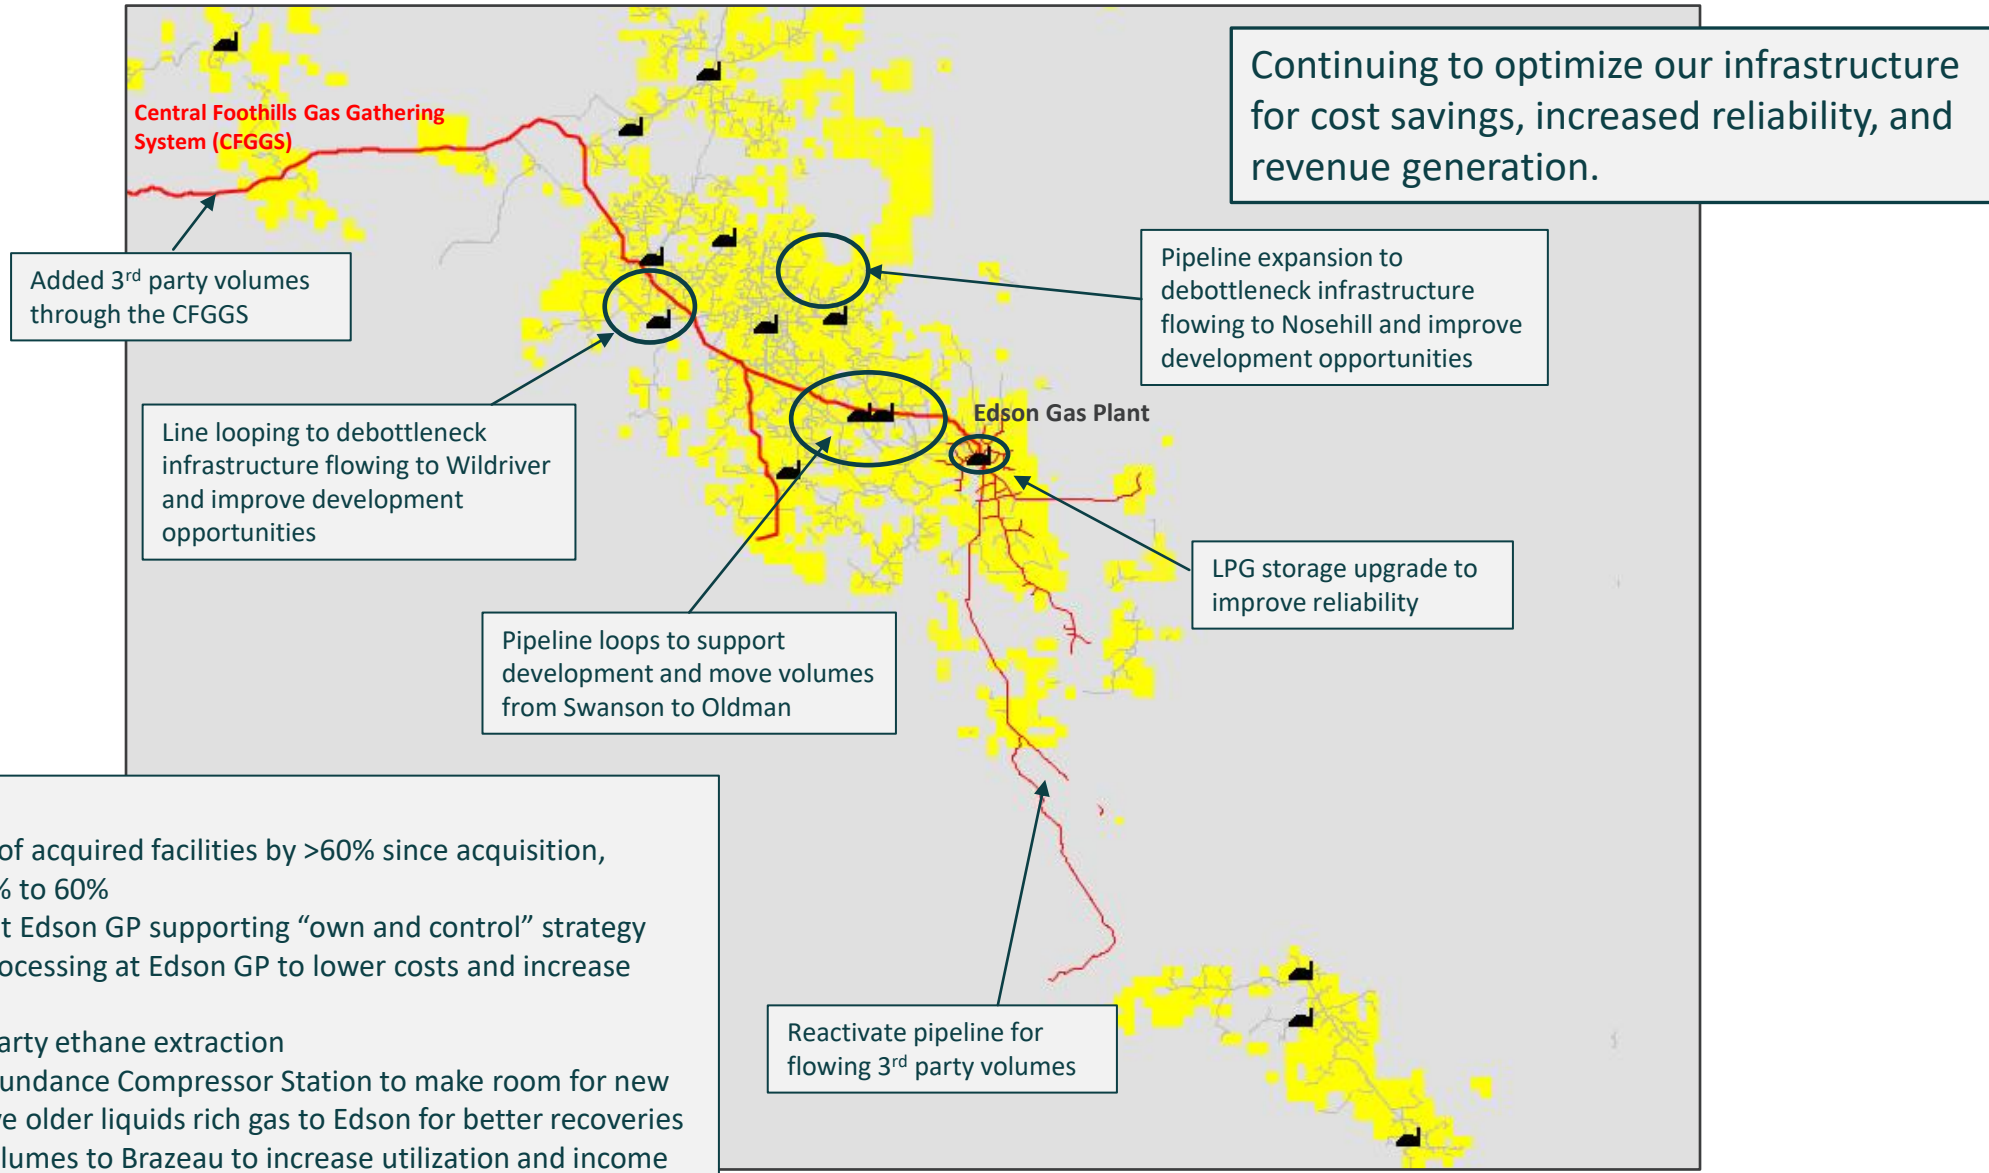 Continuing to optimize our infrastructure
for cost savings, increased reliability, and
revenue generation.
Central Foothills Gas Gathering
System (CFGGS)
Added 3rd party volumes
through the CFGGS
Pipeline expansion to
debottleneck infrastructure
flowing to Nosehill and improve
development opportunities
Line looping to debottleneck
infrastructure flowing to Wildriver
and improve development
opportunities
Edson Gas Plant
LPG storage upgrade to
improve reliability
Pipeline loops to support
development and move volumes
from Swanson to Oldman
of acquired facilities by >60% since acquisition,
% to 60%
t Edson GP supporting “own and control” strategy
ocessing at Edson GP to lower costs and increase
arty ethane extraction
undance Compressor Station to make room for new
ve older liquids rich gas to Edson for better recoveries
lumes to Brazeau to increase utilization and income
Reactivate pipeline for
flowing 3rd party volumes